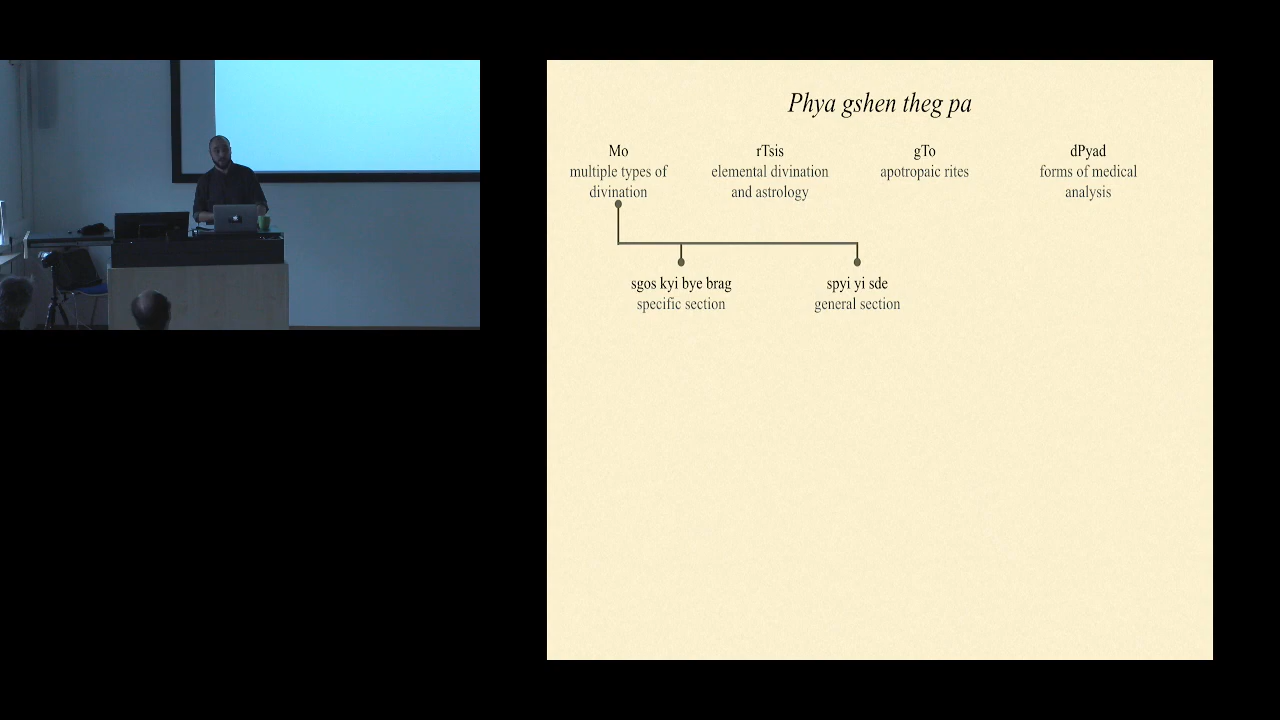 Phya gshen theg pa
Mo
multiple types of
divination
rTsis
elemental divination
and astrology
gTo
apotropaic rites
dPyad
forms of medical
analysis
sgos kyi bye brag
specific section
spyi yi sde
general section